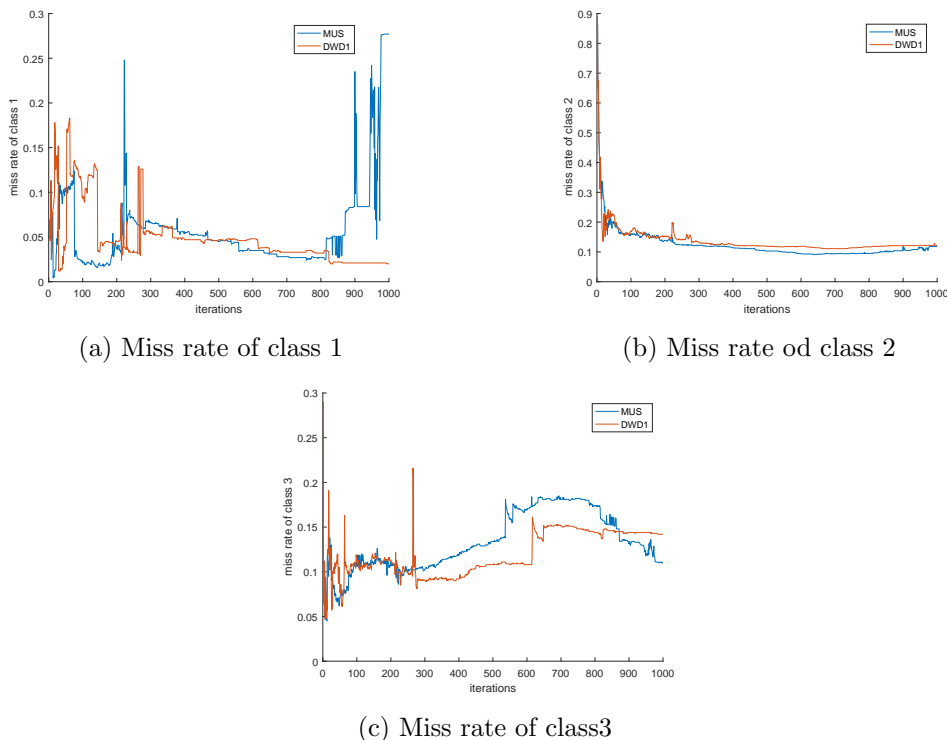 0.3
0.25
0.2
0.15
0.1
0.05
0
miss rate of class 1
MUS
DWD1
0 100 200 300 400 500 600 700 800 900 1000
iterations
(a) Miss rate of class 1
0.9
0.8
0.7
0.6
0.5
0.4
0.3
0.2
0.1
0
miss rate of class 2
MUS
DWD1
0 100 200 300 400 500 600 700 800 900 1000
iterations
(b) Miss rate od class 2
0.3
0.25
0.2
0.15
0.1
0.05
0
miss rate of class 3
MUS
DWD1
0 100 200 300 400 500 600 700 800 900 1000
iterations
(c) Miss rate of class3